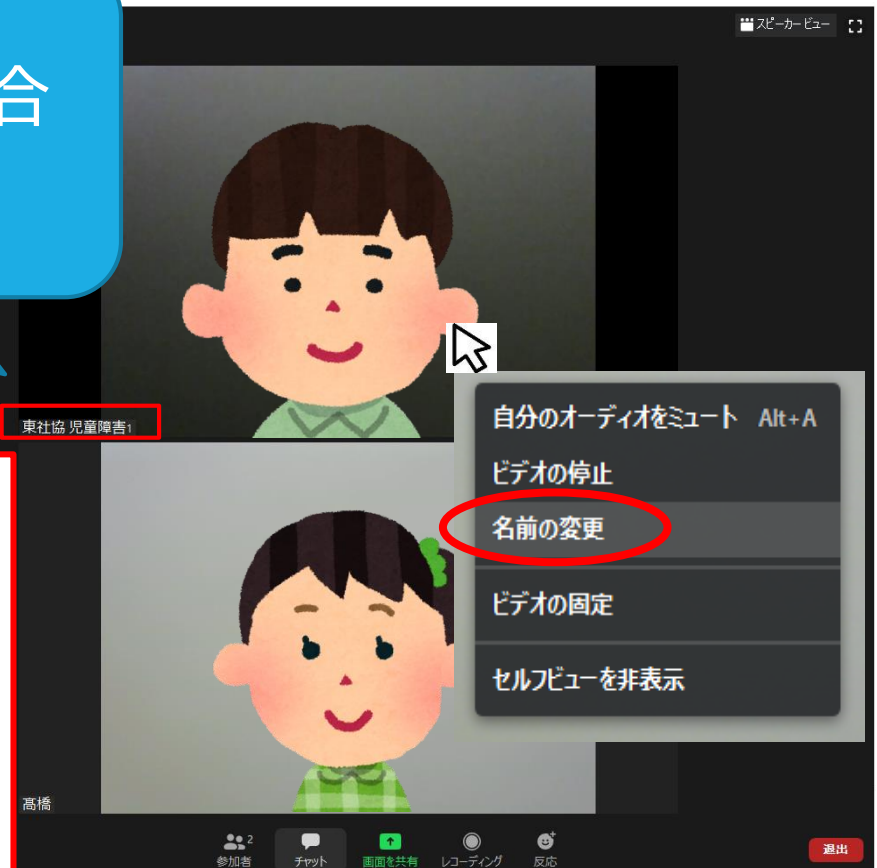 スピーカー ビュー
合
東社協 児童障害1
自分のオーディオをミュート Alt+A
ビデオの停止
名前の変更
ビデオの固定
セルフビューを非表示
髙橋
2
参加者 チャット 画面を共有 レコーディング 反応 退出